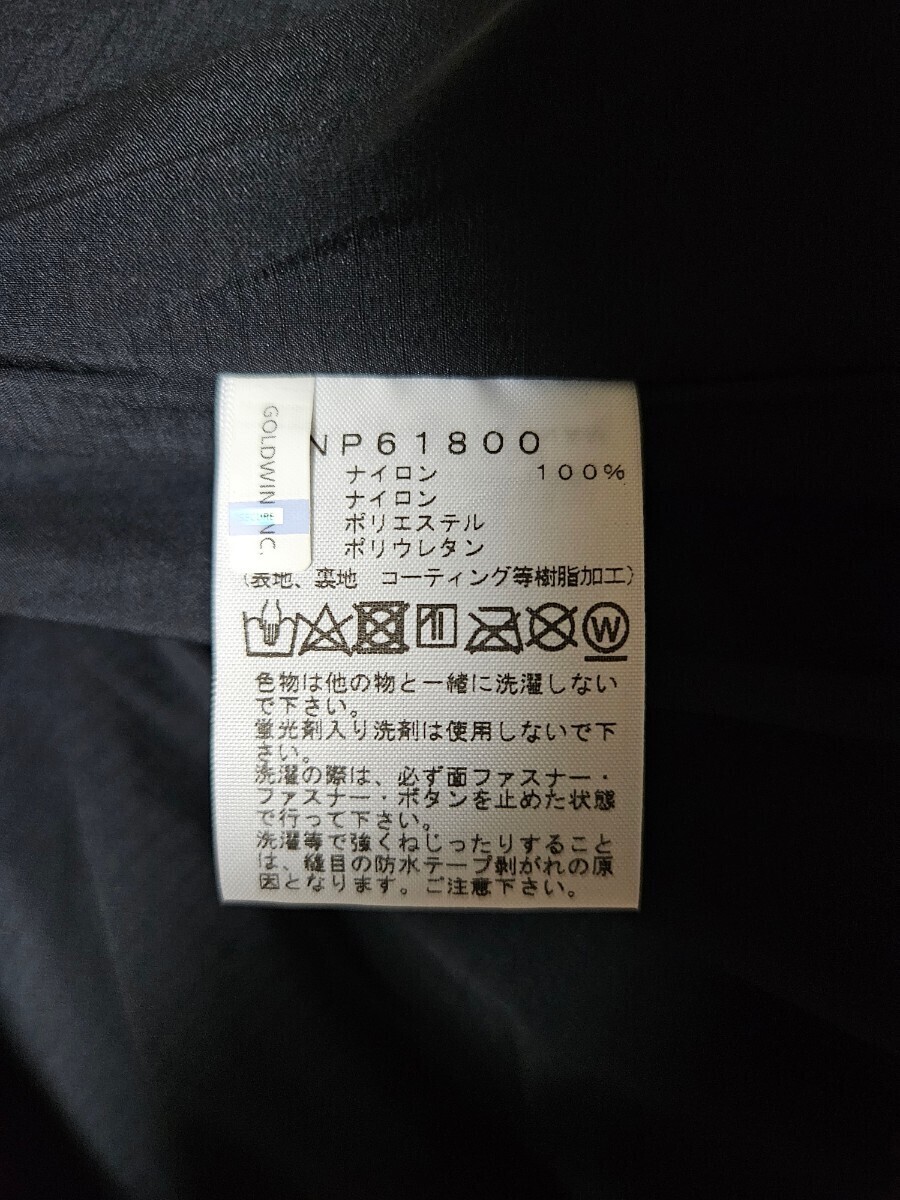 GOLDWIN INC.
NP61800
ナイロン 100%
ナイロン
ポリエステル
ポリウレタン
(表地、裏地 コーティング等樹脂加工)
W
色物は他の物と一緒に洗濯しない
で下さい。
蛍光剤入り洗剤は使用しないで下
さい。
洗濯の際は、必ず面ファスナー・
ファスナー・ボタンを止めた状態
で行って下さい。
洗濯等で強くねじったりすること
は、縫目の防水テープ剥がれの原
因となります。ご注意下さい。